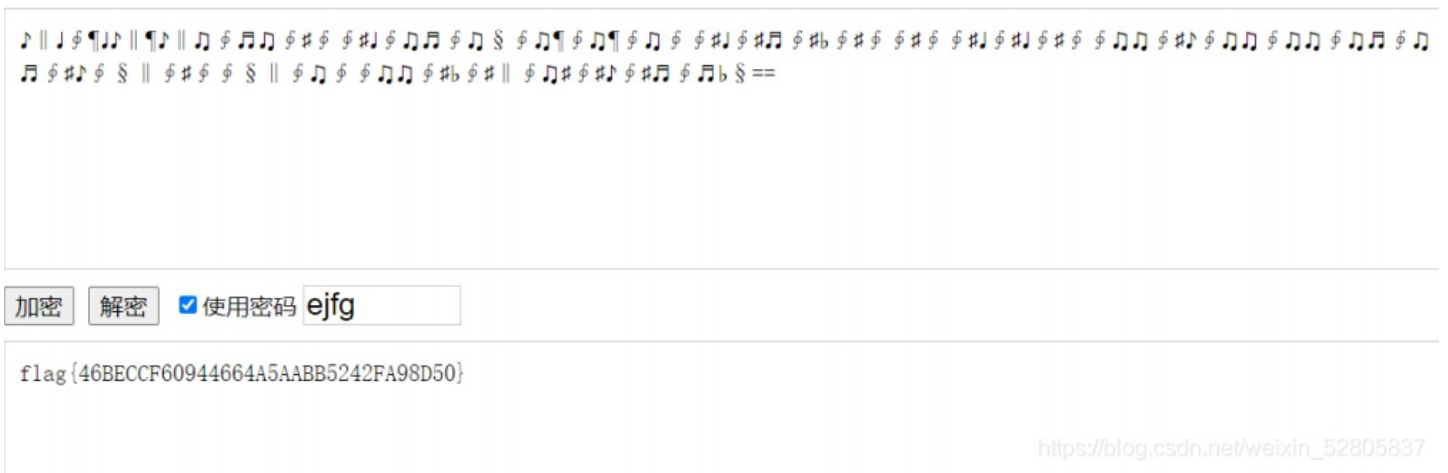 ♪‖♩∮¶♩♪‖¶♪‖♫∮♬♫∮♯∮ ∮♯♩∮♫♬∮♫§ ∮♫¶∮♫¶∮♫∮ ∮♯♩∮♯♬∮♯♭∮♯∮ ∮♯∮ ∮♯♩∮♯♩∮♯∮ ∮♫♫∮♯♪∮♫♫∮♫♫∮♫♬∮♫
♬∮♯♪∮ §‖∮♯∮ ∮ §‖∮♫∮ ∮♫♫∮♯♭∮♯‖ ∮♫♯∮♯♪∮♯♬∮♬♭§==
加密 解密 使用密码 ejfg
flag{46BECCF60944664A5AABB5242FA98D50}
https://blog.csdn.net/weixin_52805837